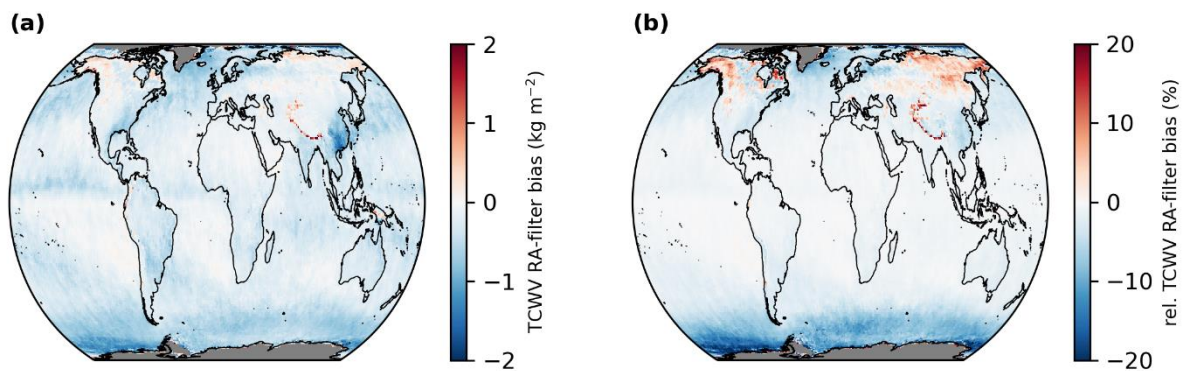 (a)
2
1
0
−1
−2
TCWV RA-filter bias (kg m⁻²)
(b)
20
10
0
−10
−20
rel. TCWV RA-filter bias (%)